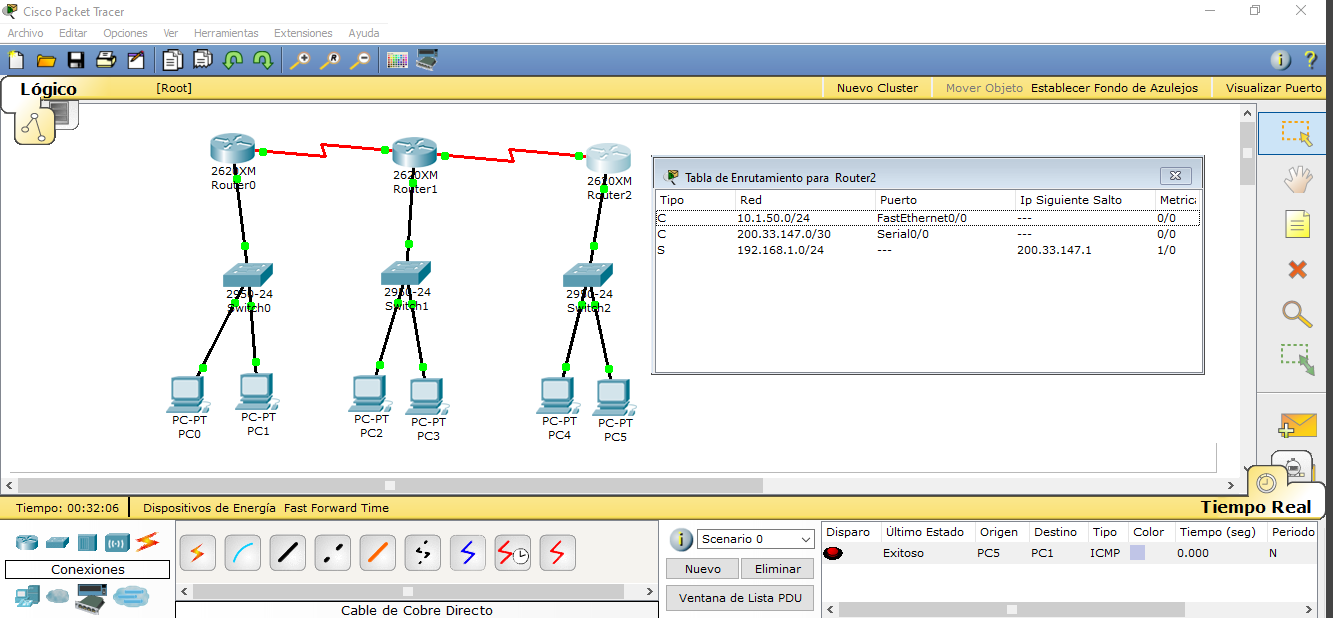 Cisco Packet Tracer
Archivo Editar Opciones Ver Herramientas Extensiones Ayuda
Lógico [Root] Nuevo Cluster Mover Objeto Establecer Fondo de Azulejos Visualizar Puerto
2620XM
Router0
2620XM
Router1
2620XM
Router2
Tabla de Enrutamiento para Router2
Tipo Red Puerto Ip Siguiente Salto Metrica
C 10.1.50.0/24 FastEthernet0/0 --- 0/0
C 200.33.147.0/30 Serial0/0 --- 0/0
S 192.168.1.0/24 --- 200.33.147.1 1/0
2950-24
Switch0
2950-24
Switch1
2950-24
Switch2
PC-PT
PC0
PC-PT
PC1
PC-PT
PC2
PC-PT
PC3
PC-PT
PC4
PC-PT
PC5
Tiempo: 00:32:06 Dispositivos de Energía Fast Forward Time Tiempo Real
Conexiones
Cable de Cobre Directo
Scenario 0
Nuevo Eliminar
Ventana de Lista PDU
Disparo Último Estado Origen Destino Tipo Color Tiempo (seg) Periodo
Exitoso PC5 PC1 ICMP 0.000 N